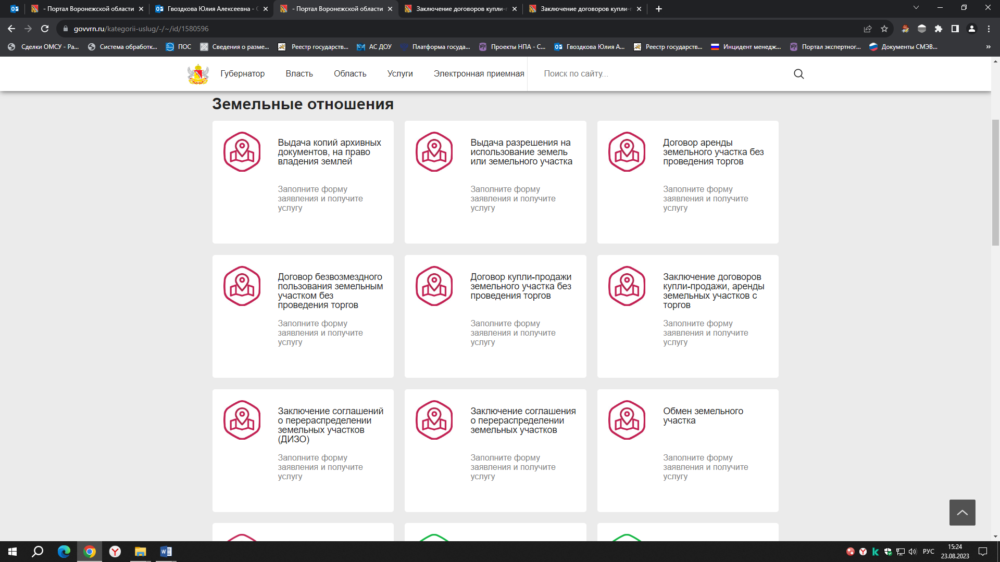 - Портал Воронежской области
Гвоздкова Юлия Алексеевна -
- Портал Воронежской области
Заключение договоров купли-
Заключение договоров купли-
govvrn.ru/kategorii-uslug/-/~/id/1580596
Сделки ОМСУ - Ра...
Система обработк...
ПОС
Сведения о разме...
Реестр государств...
АС ДОУ
Платформа госуда...
Проекты НПА - С...
Гвоздкова Юлия А...
Реестр государств...
Инцидент менедж...
Портал экспертног...
Документы СМЭВ...
»
Губернатор
Власть
Область
Услуги
Электронная приемная
Поиск по сайту...
Земельные отношения
Выдача копий архивных
документов, на право
владения землей
Заполните форму
заявления и получите
услугу
Выдача разрешения на
использование земель
или земельного участка
Заполните форму
заявления и получите
услугу
Договор аренды
земельного участка без
проведения торгов
Заполните форму
заявления и получите
услугу
Договор безвозмездного
пользования земельным
участком без
проведения торгов
Заполните форму
заявления и получите
услугу
Договор купли-продажи
земельного участка без
проведения торгов
Заполните форму
заявления и получите
услугу
Заключение договоров
купли-продажи, аренды
земельных участков с
торгов
Заполните форму
заявления и получите
услугу
Заключение соглашений
о перераспределении
земельных участков
(ДИЗО)
Заполните форму
заявления и получите
услугу
Заключение соглашения
о перераспределении
земельных участков
Заполните форму
заявления и получите
услугу
Обмен земельного
участка
Заполните форму
заявления и получите
услугу
РУС
15:24
23.08.2023